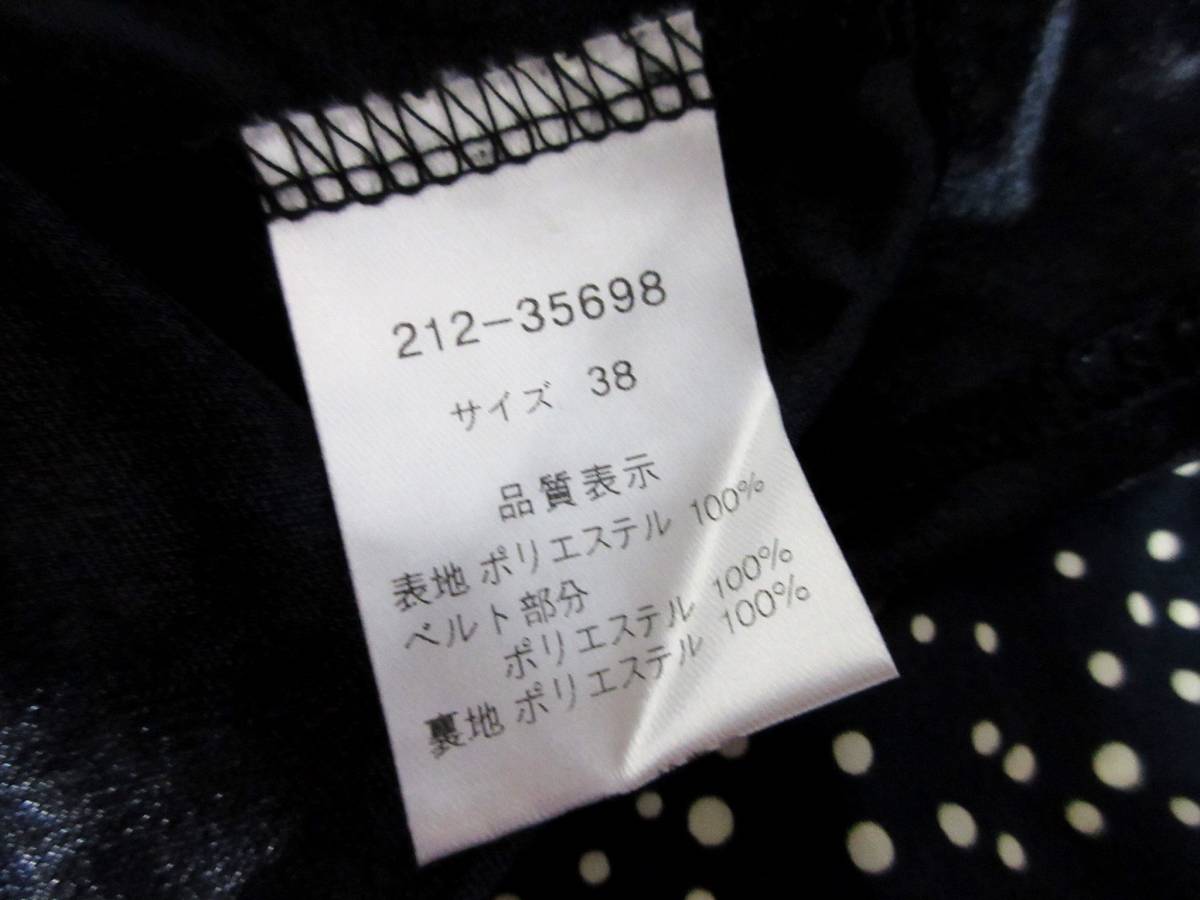 212-35698
サイズ 38
品質表示
表地 ポリエステル 100%
ベルト部分
ポリエステル 100%
裏地 ポリエステル 100%